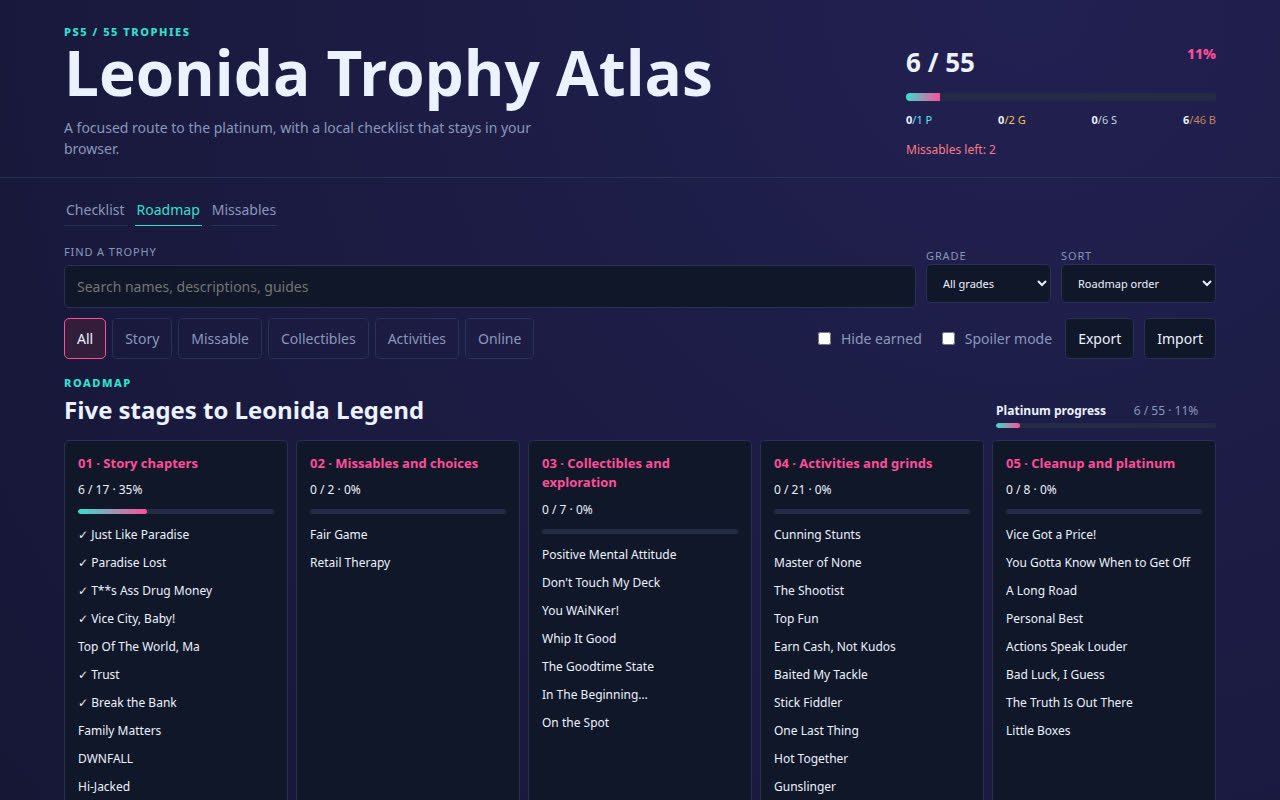 PS5 / 55 TROPHIES
Leonida Trophy Atlas
A focused route to the platinum, with a local checklist that stays in your
browser.
6 / 55
11%
0/1 P
0/2 G
0/6 S
6/46 B
Missables left: 2
Checklist
Roadmap
Missables
FIND A TROPHY
Search names, descriptions, guides
GRADE
All grades
SORT
Roadmap order
All
Story
Missable
Collectibles
Activities
Online
Hide earned
Spoiler mode
Export
Import
ROADMAP
Five stages to Leonida Legend
Platinum progress
6 / 55 · 11%
01 · Story chapters
6 / 17 · 35%
✓ Just Like Paradise
✓ Paradise Lost
✓ T**s Ass Drug Money
✓ Vice City, Baby!
Top Of The World, Ma
✓ Trust
✓ Break the Bank
Family Matters
DWNFALL
Hi-Jacked
02 · Missables and choices
0 / 2 · 0%
Fair Game
Retail Therapy
03 · Collectibles and
exploration
0 / 7 · 0%
Positive Mental Attitude
Don't Touch My Deck
You WAiNKer!
Whip It Good
The Goodtime State
In The Beginning...
On the Spot
04 · Activities and grinds
0 / 21 · 0%
Cunning Stunts
Master of None
The Shootist
Top Fun
Earn Cash, Not Kudos
Baited My Tackle
Stick Fiddler
One Last Thing
Hot Together
Gunslinger
05 · Cleanup and platinum
0 / 8 · 0%
Vice Got a Price!
You Gotta Know When to Get Off
A Long Road
Personal Best
Actions Speak Louder
Bad Luck, I Guess
The Truth Is Out There
Little Boxes